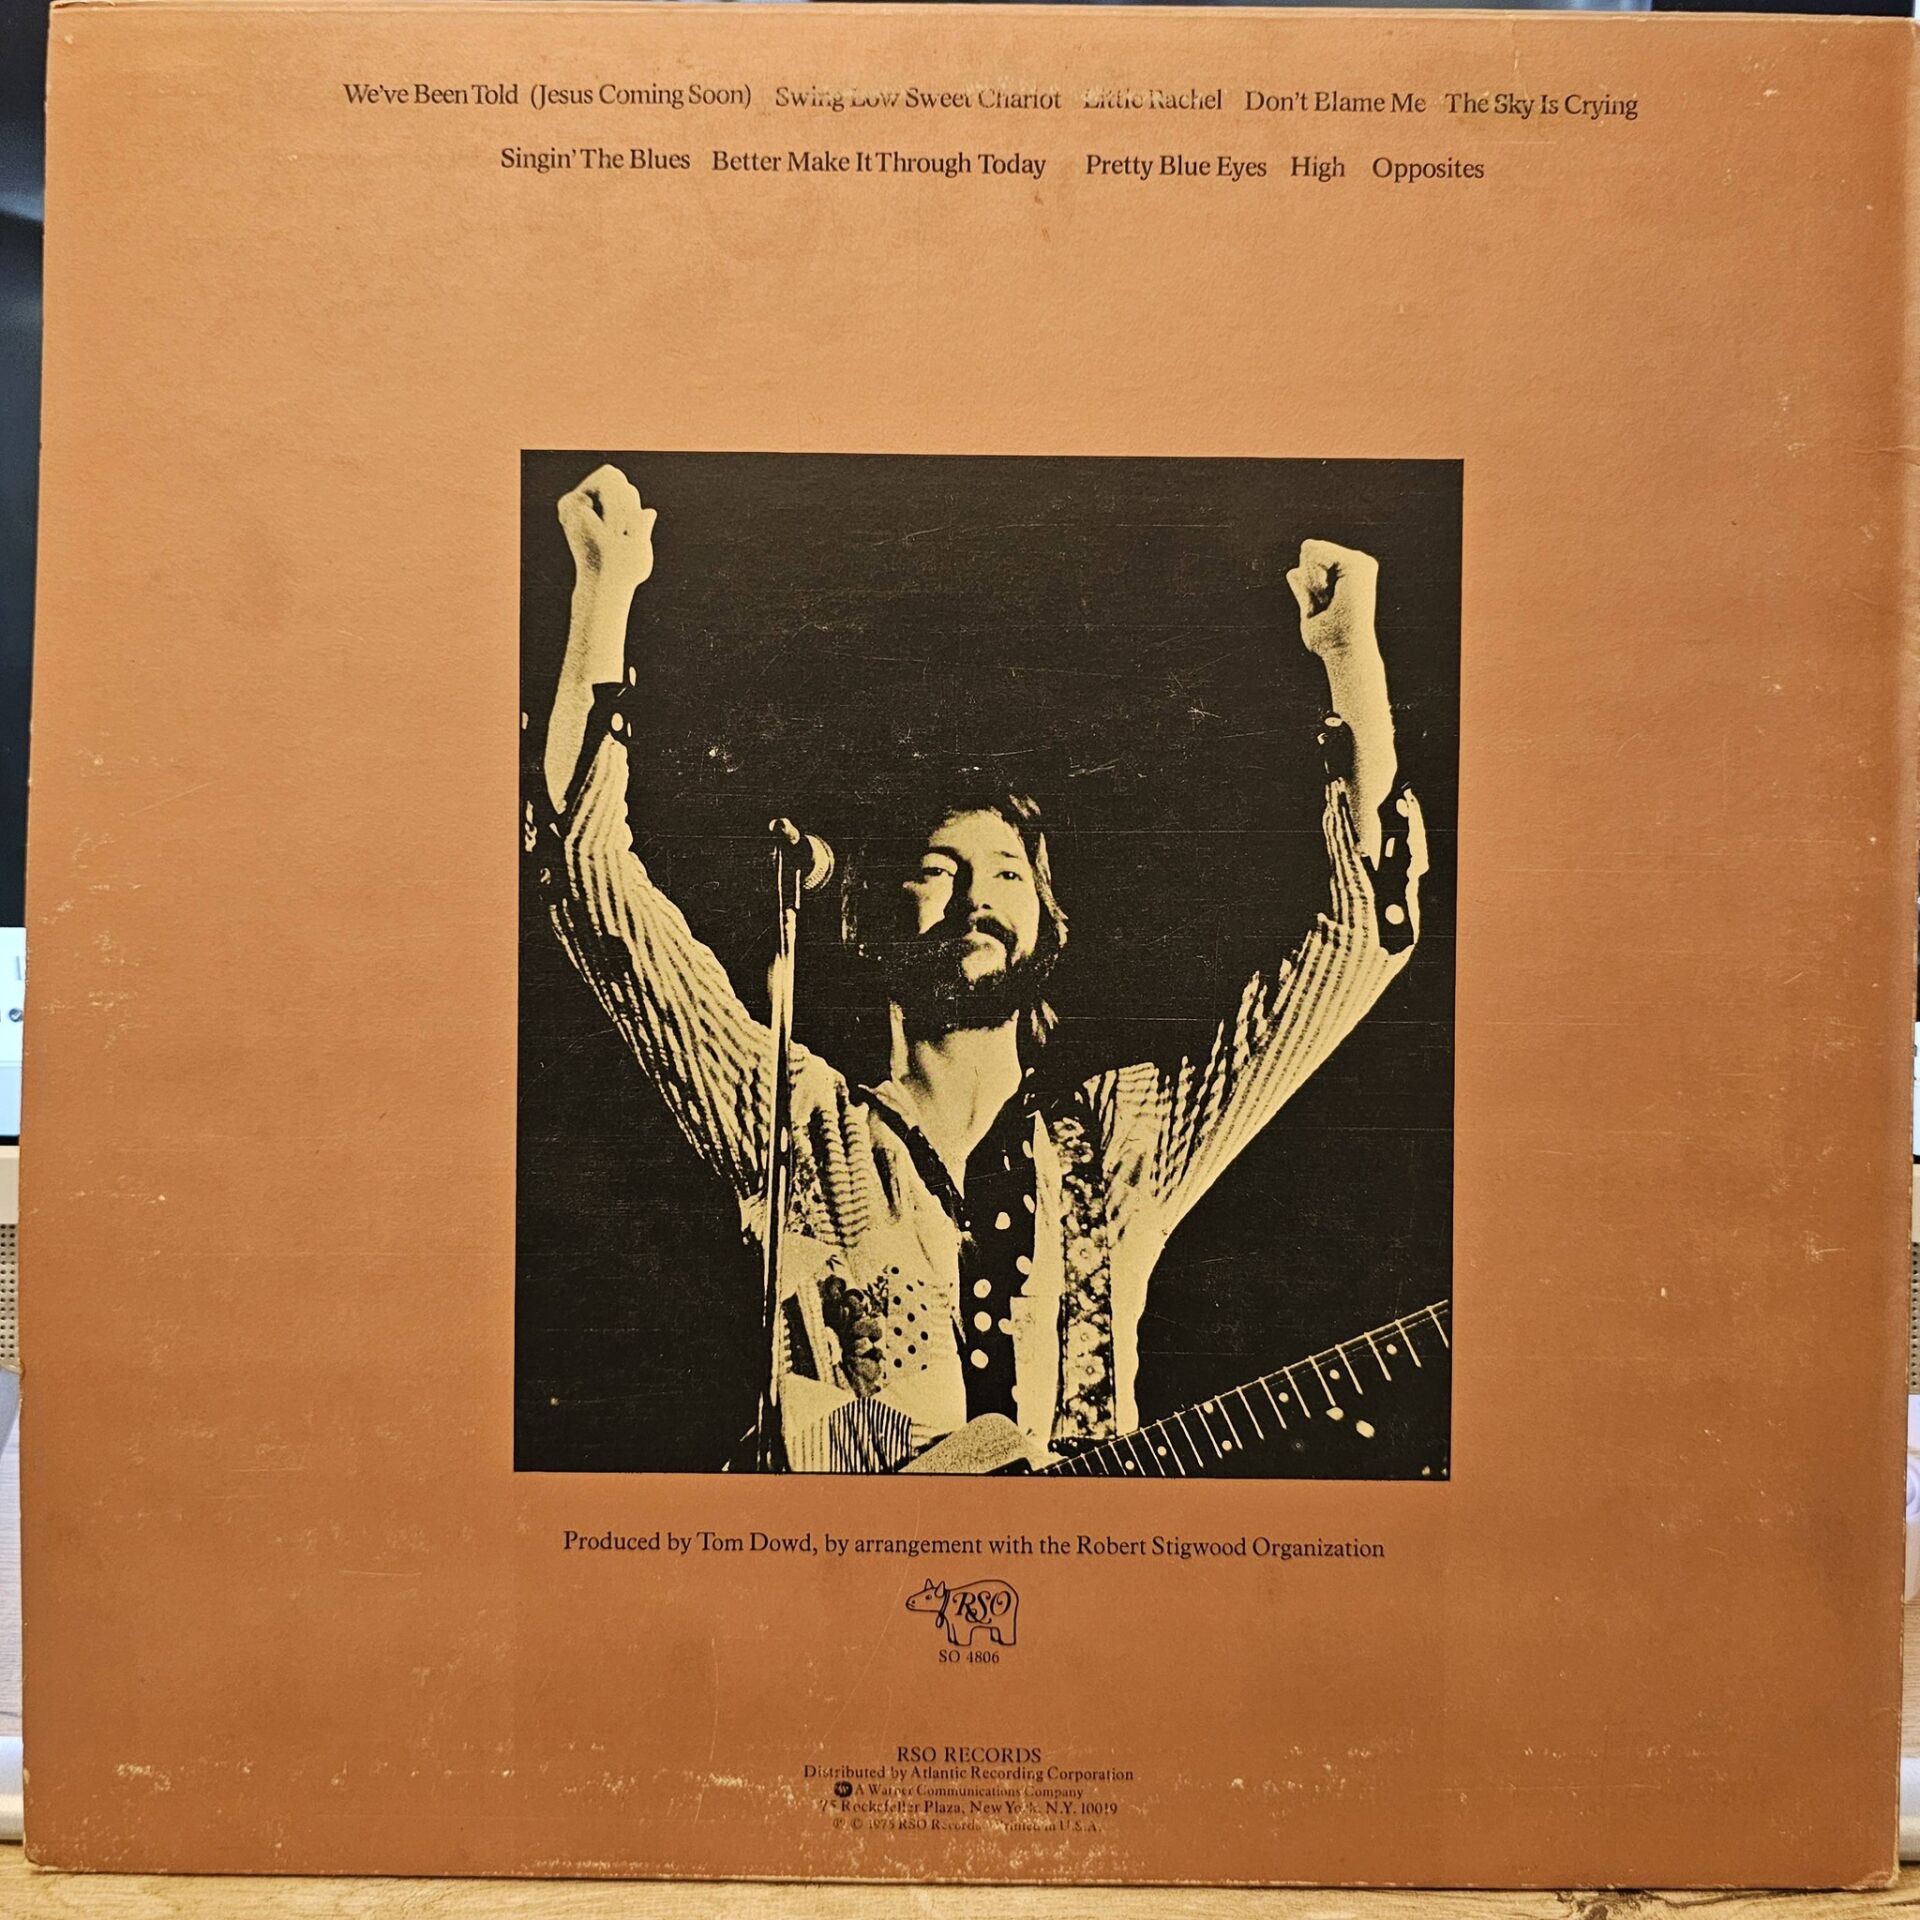 We've Been Told (Jesus Coming Soon) Swing Low Sweet Chariot Little Rachel Don't Blame Me The Sky Is Crying
Singin' The Blues Better Make It Through Today Pretty Blue Eyes High Opposites
Produced by Tom Dowd, by arrangement with the Robert Stigwood Organization
RSO
SO 4806
RSO RECORDS
Distributed by Atlantic Recording Corporation
A Warner Communications Company
75 Rockefeller Plaza, New York, N.Y. 10019
℗ © 1975 RSO Records Printed in U.S.A.